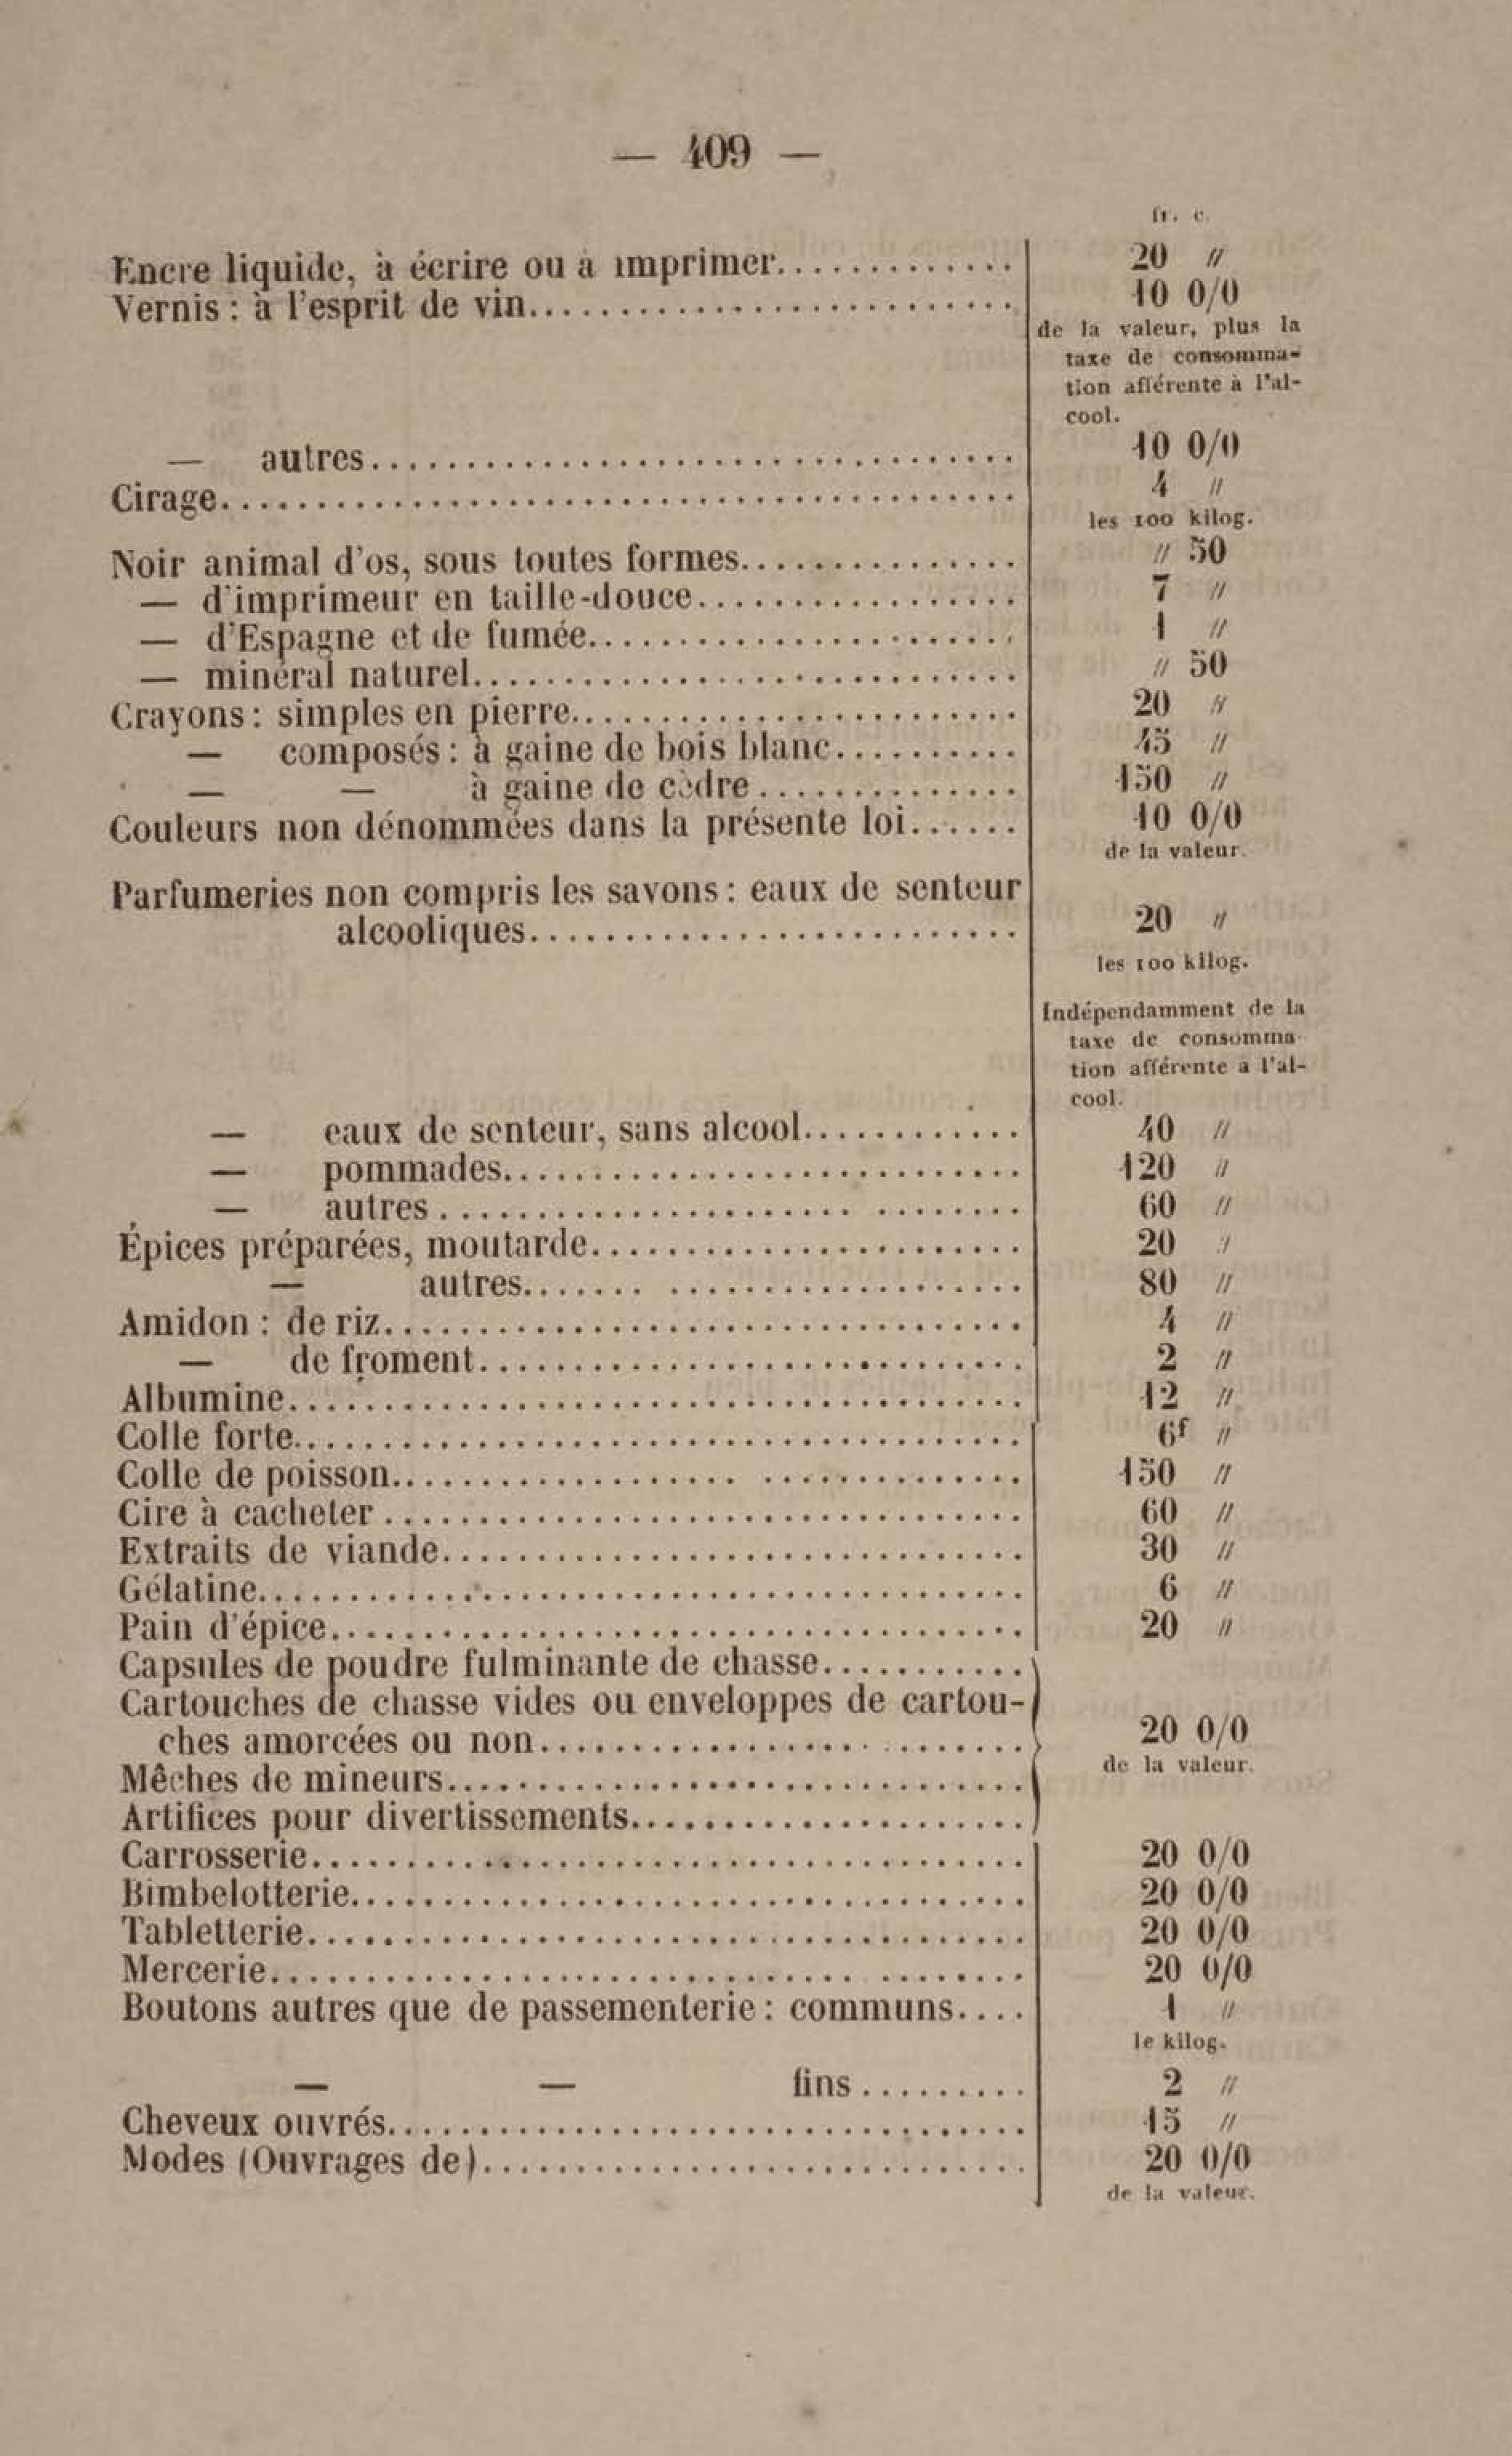 — 409 —
fr. c.
Encre liquide, à écrire ou à imprimer............. 20 "
Vernis : à l'esprit de vin.......................... 10 0/0
de la valeur, plus la
taxe de consomma-
tion afférente à l'al-
cool.
— autres.................................. 10 0/0
Cirage.......................................... 4 "
les 100 kilog.
Noir animal d'os, sous toutes formes............... " 50
— d'imprimeur en taille-douce................. 7 "
— d'Espagne et de fumée....................... 1 "
— minéral naturel............................. " 50
Crayons : simples en pierre........................ 20 "
— composés : à gaine de bois blanc.......... 45 "
— — à gaine de cèdre.............. 150 "
Couleurs non dénommées dans la présente loi...... 10 0/0
de la valeur.
Parfumeries non compris les savons : eaux de senteur
alcooliques.......................... 20 "
les 100 kilog.
Indépendamment de la
taxe de consomma-
tion afférente à l'al-
cool.
— eaux de senteur, sans alcool............ 40 "
— pommades............................ 120 "
— autres............................... 60 "
Épices préparées, moutarde....................... 20 "
— autres.......................... 80 "
Amidon : de riz.................................. 4 "
— de froment............................. 2 "
Albumine....................................... 12 "
Colle forte...................................... 6f "
Colle de poisson................................. 150 "
Cire à cacheter.................................. 60 "
Extraits de viande............................... 30 "
Gélatine........................................ 6 "
Pain d'épice..................................... 20 "
Capsules de poudre fulminante de chasse...........
Cartouches de chasse vides ou enveloppes de cartou-
ches amorcées ou non......................... 20 0/0
de la valeur.
Mêches de mineurs..............................
Artifices pour divertissements.....................
Carrosserie...................................... 20 0/0
Bimbelotterie.................................... 20 0/0
Tabletterie...................................... 20 0/0
Mercerie........................................ 20 0/0
Boutons autres que de passementerie : communs.... 1 "
le kilog.
— — fins......... 2 "
Cheveux ouvrés.................................. 15 "
Modes (Ouvrages de)............................. 20 0/0
de la valeur.